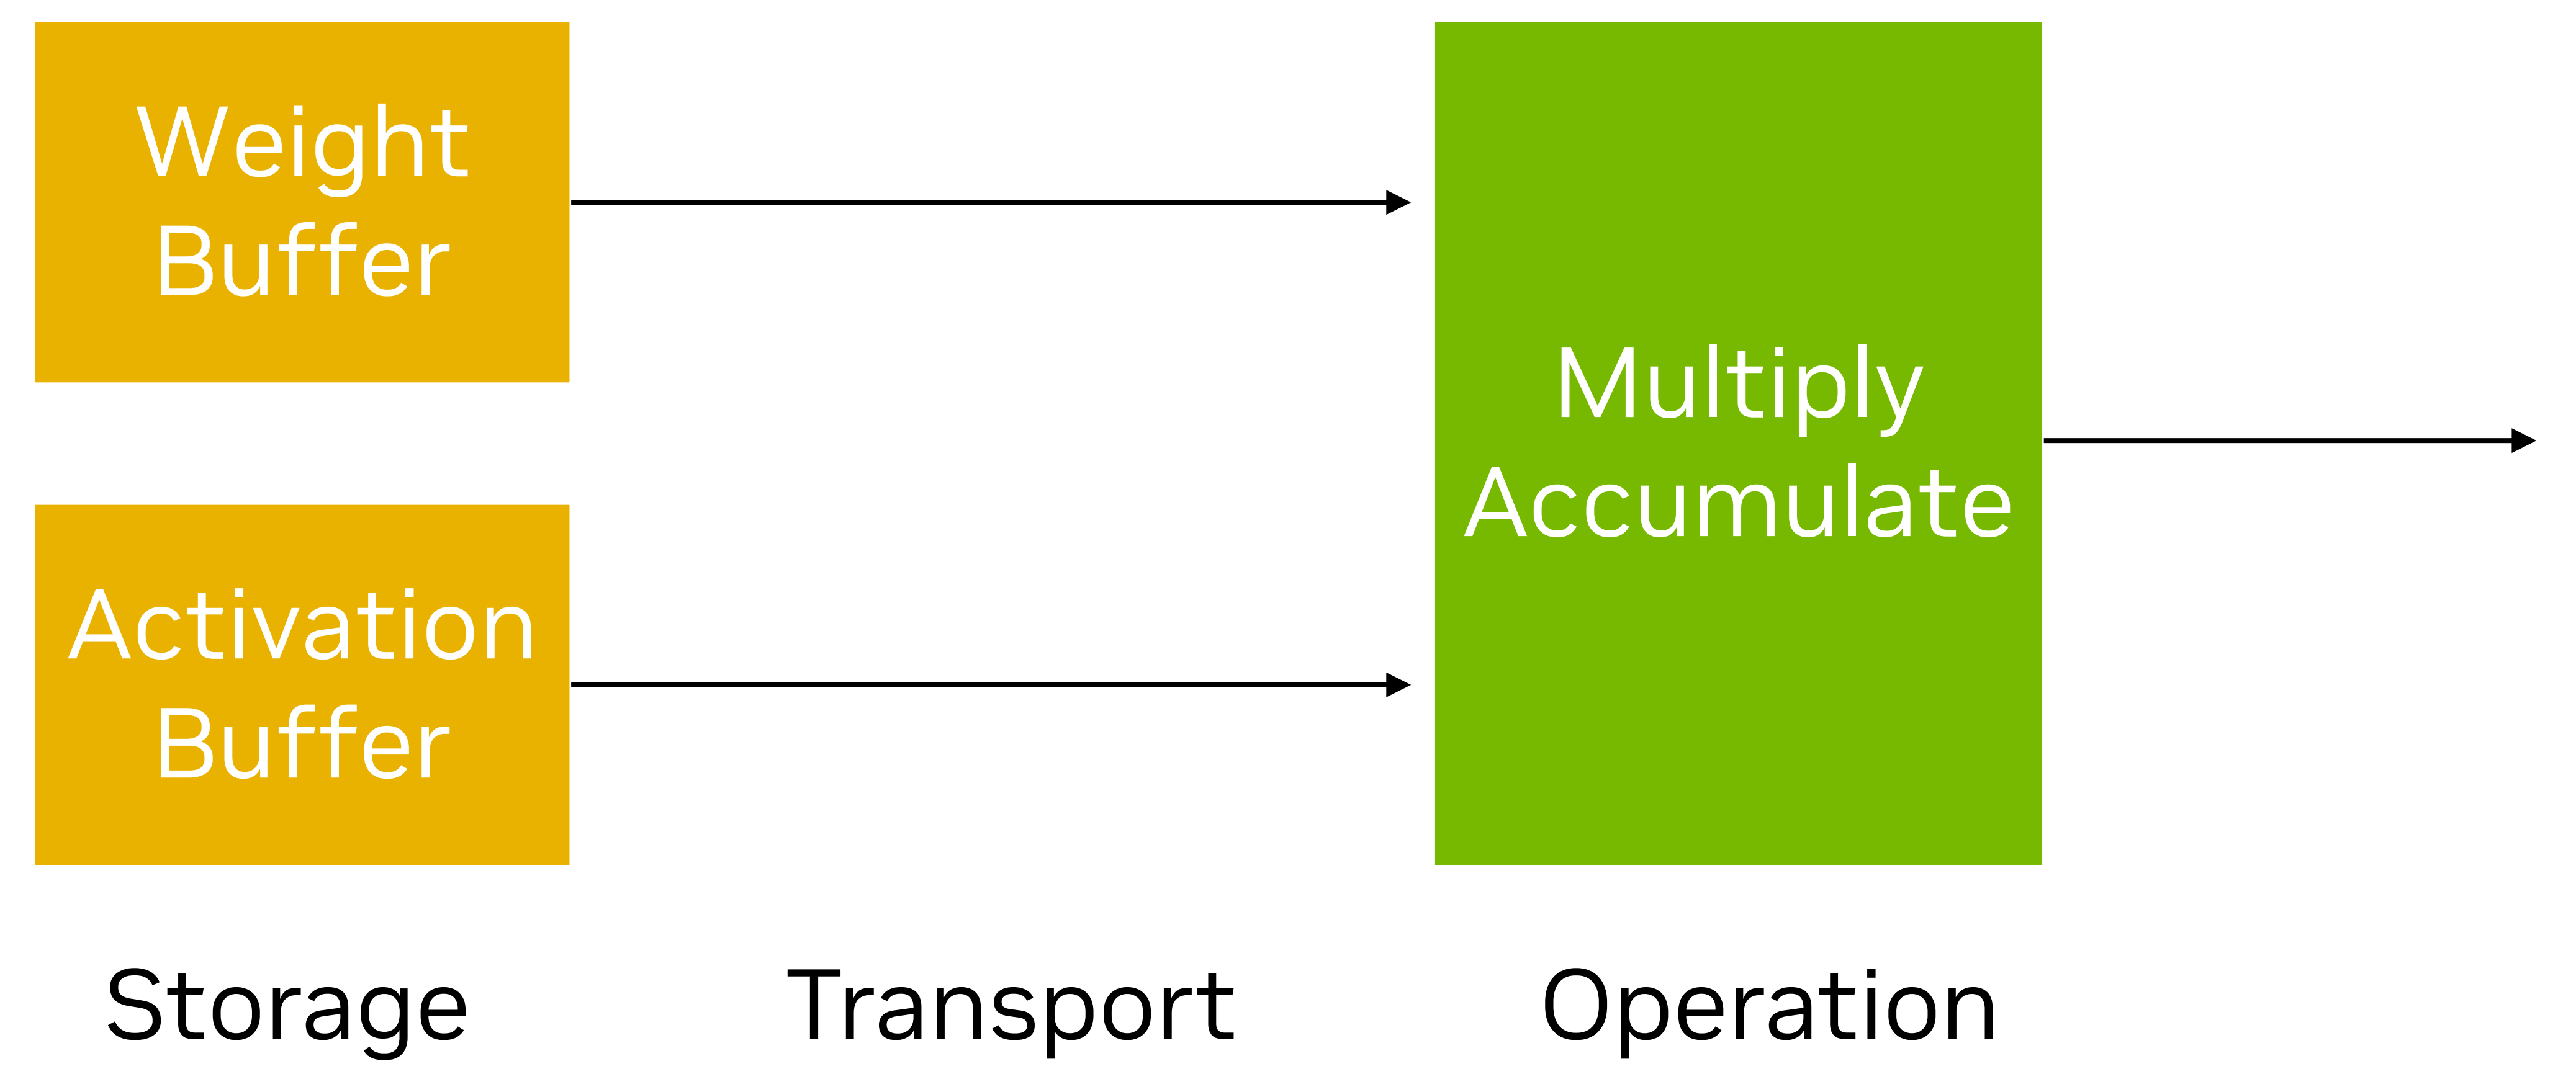 Weight
Buffer
Multiply
Accumulate
Activation
Buffer
Storage
Transport
Operation